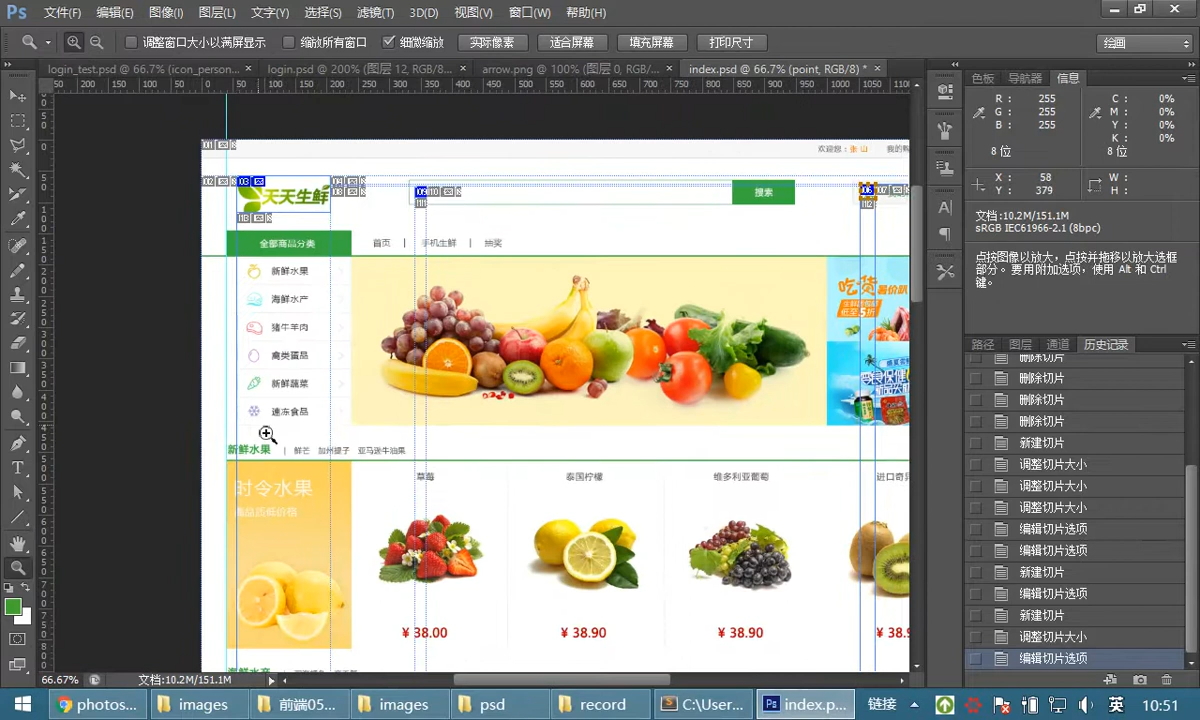 Ps 文件(F) 编辑(E) 图像(I) 图层(L) 文字(Y) 选择(S) 滤镜(T) 3D(D) 视图(V) 窗口(W) 帮助(H)
调整窗口大小以满屏显示 缩放所有窗口 细微缩放 实际像素 适合屏幕 填充屏幕 打印尺寸 绘画
login_test.psd @ 66.7% (icon_person... × login.psd @ 200% (图层 12, RGB/8... × arrow.png @ 100% (图层 0, RGB/... × index.psd @ 66.7% (point, RGB/8) * ×
色板 导航器 信息
R: 255 C: 0%
G: 255 M: 0%
B: 255 Y: 0%
K: 0%
8 位 8 位
X: 58 W:
Y: 379 H:
文档:10.2M/151.1M
sRGB IEC61966-2.1 (8bpc)
点按图像以放大，点按并拖移以放大选框部分。要用附加选项，使用 Alt 和 Ctrl 键。
路径 图层 通道 历史记录
删除切片
删除切片
删除切片
删除切片
新建切片
调整切片大小
调整切片大小
调整切片大小
编辑切片选项
编辑切片选项
新建切片
编辑切片选项
新建切片
调整切片大小
编辑切片选项
欢迎您：张 山
天天生鲜
搜索
全部商品分类 首页 | 手机生鲜 | 抽奖
新鲜水果
海鲜水产
猪牛羊肉
禽类蛋品
新鲜蔬菜
速冻食品
吃货
低至5折
新鲜水果 | 鲜芒 加州提子 亚马逊牛油果
时令水果
草莓 泰国柠檬 维多利亚葡萄
¥ 38.00 ¥ 38.90 ¥ 38.90
66.67% 文档:10.2M/151.1M
photos... images 前端05... images psd record C:\User... index.p... 链接 英 10:51